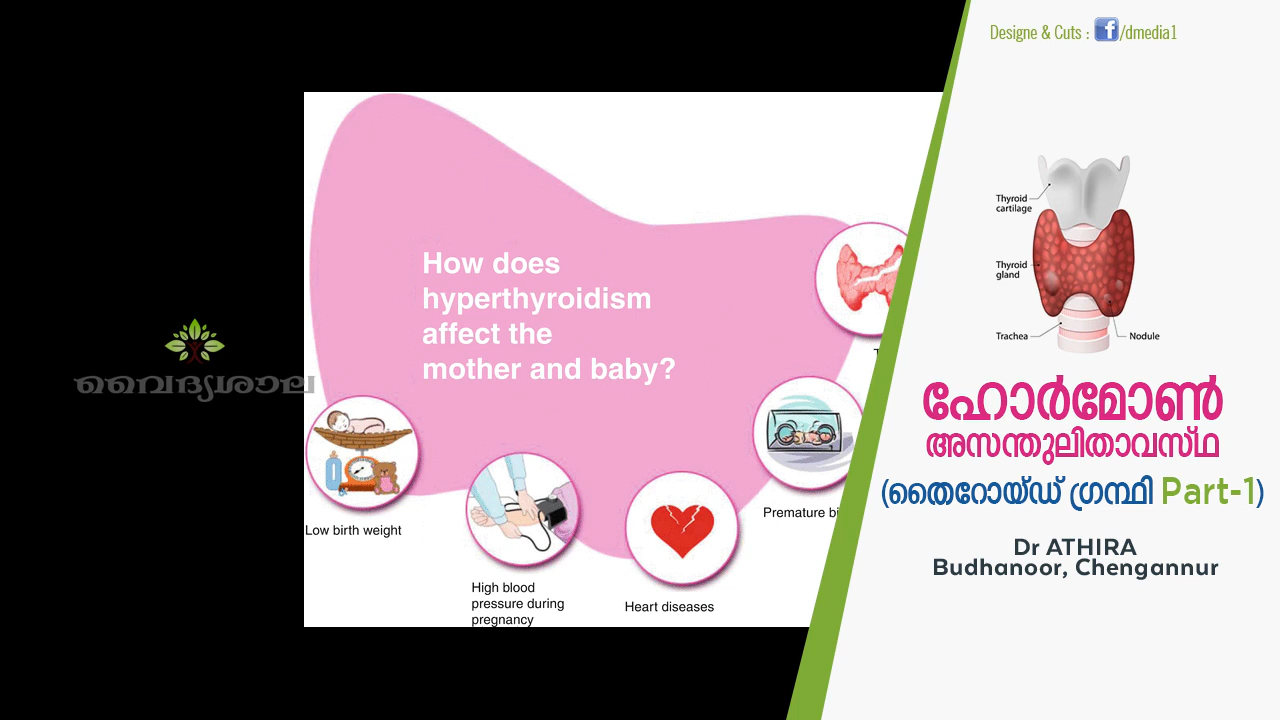 Designe & Cuts : f/dmedia1
Thyroid
cartilage
Thyroid
gland
Trachea
Nodule
How does
hyperthyroidism
affect the
mother and baby?
വൈദ്യശാല
Low birth weight
High blood
pressure during
pregnancy
Heart diseases
Premature bi
ഹോർമോൺ
അസന്തുലിതാവസ്ഥ
(തൈറോയ്ഡ് ഗ്രന്ഥി Part-1)
Dr ATHIRA
Budhanoor, Chengannur